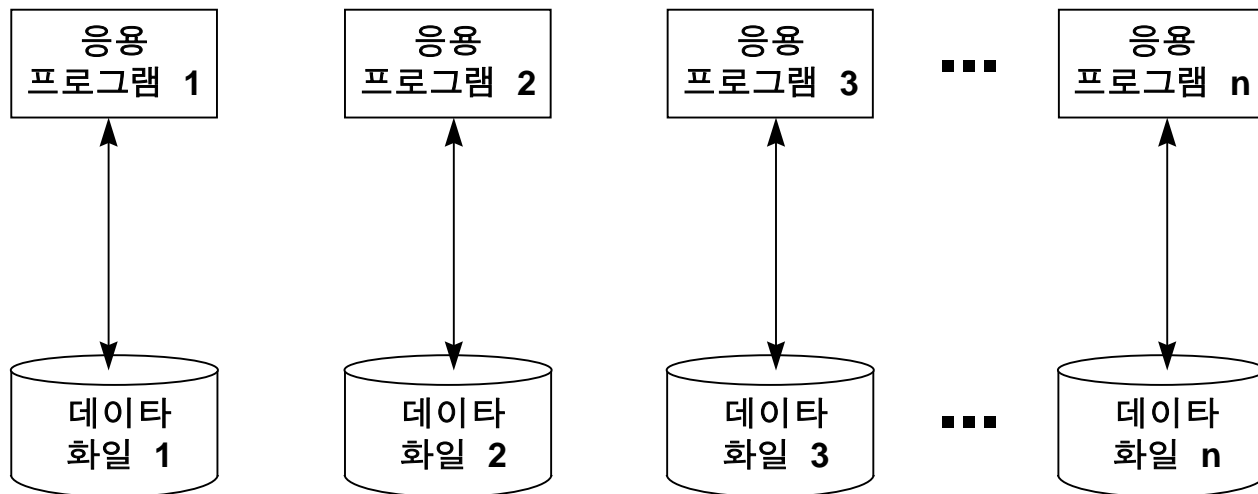 응용
프로그램 1
응용
프로그램 2
응용
프로그램 3
응용
프로그램 n
데이타
화일 1
데이타
화일 2
데이타
화일 3
데이타
화일 n